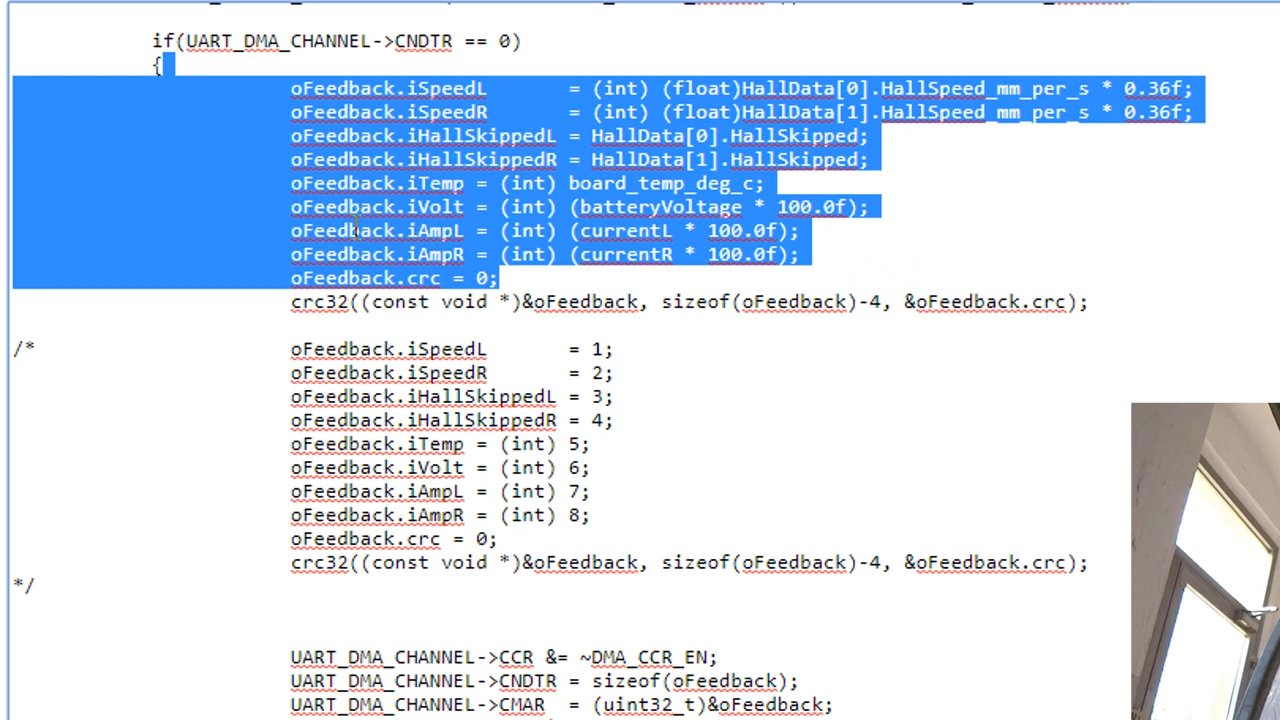 if(UART_DMA_CHANNEL->CNDTR == 0)
{
oFeedback.iSpeedL = (int) (float)HallData[0].HallSpeed_mm_per_s * 0.36f;
oFeedback.iSpeedR = (int) (float)HallData[1].HallSpeed_mm_per_s * 0.36f;
oFeedback.iHallSkippedL = HallData[0].HallSkipped;
oFeedback.iHallSkippedR = HallData[1].HallSkipped;
oFeedback.iTemp = (int) board_temp_deg_c;
oFeedback.iVolt = (int) (batteryVoltage * 100.0f);
oFeedback.iAmpL = (int) (currentL * 100.0f);
oFeedback.iAmpR = (int) (currentR * 100.0f);
oFeedback.crc = 0;
crc32((const void *)&oFeedback, sizeof(oFeedback)-4, &oFeedback.crc);
/* oFeedback.iSpeedL = 1;
oFeedback.iSpeedR = 2;
oFeedback.iHallSkippedL = 3;
oFeedback.iHallSkippedR = 4;
oFeedback.iTemp = (int) 5;
oFeedback.iVolt = (int) 6;
oFeedback.iAmpL = (int) 7;
oFeedback.iAmpR = (int) 8;
oFeedback.crc = 0;
crc32((const void *)&oFeedback, sizeof(oFeedback)-4, &oFeedback.crc);
*/
UART_DMA_CHANNEL->CCR &= ~DMA_CCR_EN;
UART_DMA_CHANNEL->CNDTR = sizeof(oFeedback);
UART_DMA_CHANNEL->CMAR = (uint32_t)&oFeedback;